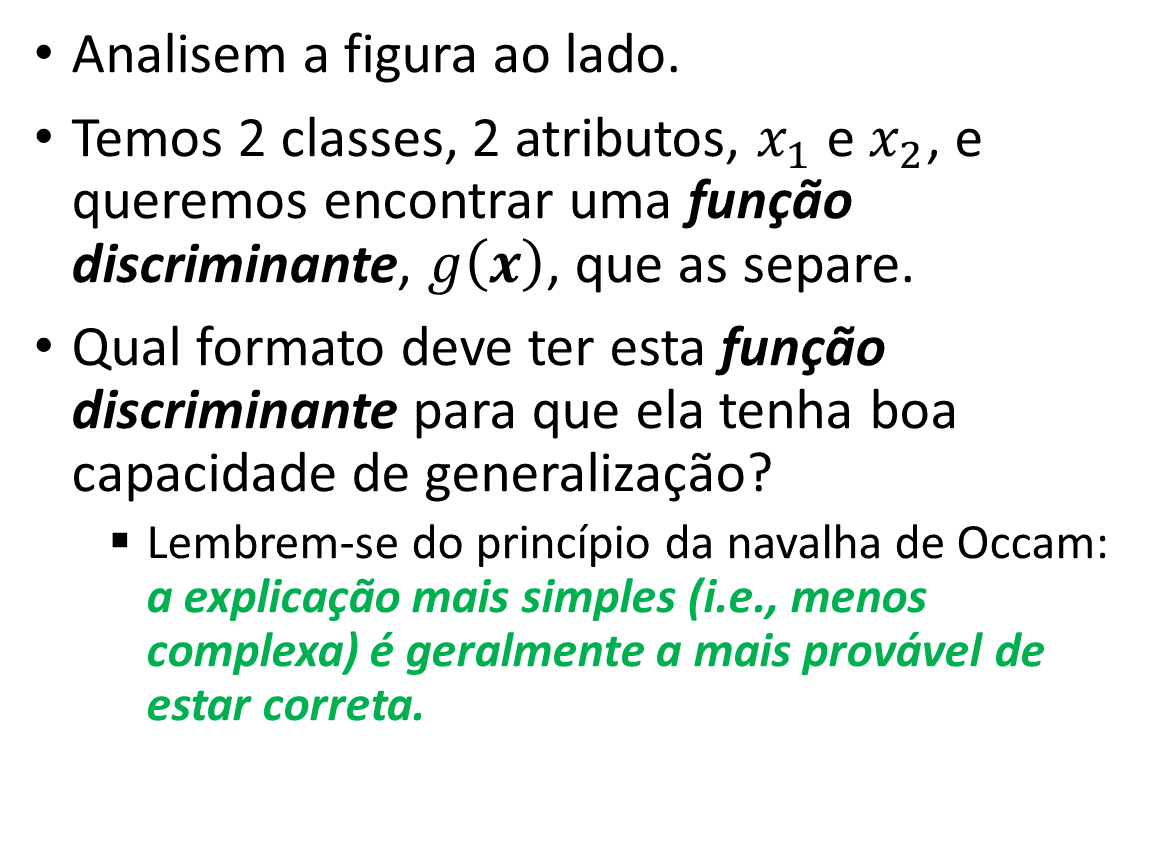 • Analisem a figura ao lado.
• Temos 2 classes, 2 atributos, 𝑥₁ e 𝑥₂, e
queremos encontrar uma função
discriminante, 𝑔(𝒙), que as separe.
• Qual formato deve ter esta função
discriminante para que ela tenha boa
capacidade de generalização?
▪ Lembrem-se do princípio da navalha de Occam:
a explicação mais simples (i.e., menos
complexa) é geralmente a mais provável de
estar correta.